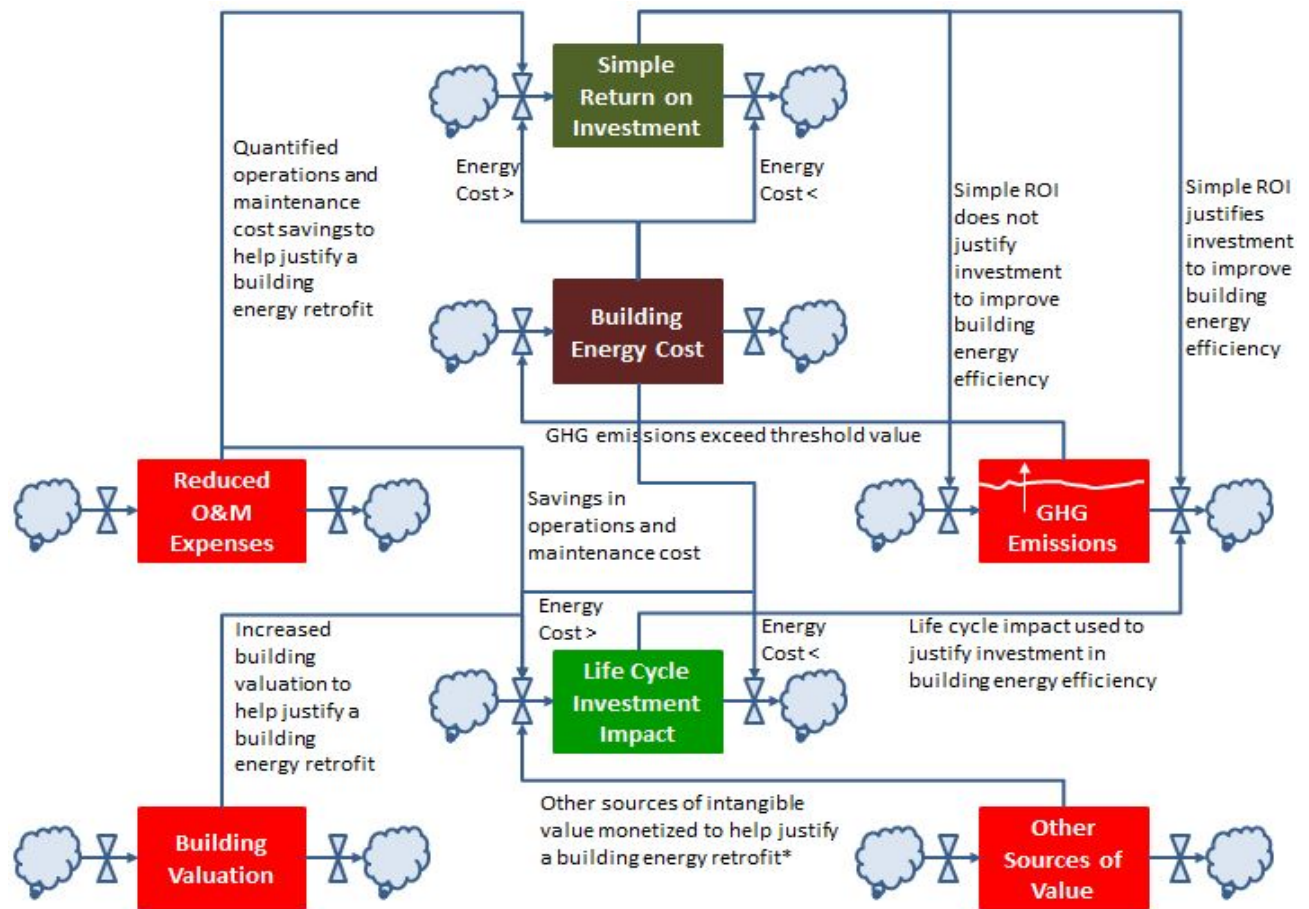 Simple
Return on
Investment
Quantified
operations and
maintenance
cost savings to
help justify a
building
energy retrofit
Energy
Cost >
Energy
Cost <
Simple ROI
does not
justify
investment
to improve
building
energy
efficiency
Simple ROI
justifies
investment
to improve
building
energy
efficiency
Building
Energy Cost
GHG emissions exceed threshold value
Reduced
O&M
Expenses
Savings in
operations and
maintenance cost
GHG
Emissions
Increased
building
valuation to
help justify a
building
energy retrofit
Energy
Cost >
Energy
Cost <
Life cycle impact used to
justify investment in
building energy efficiency
Life Cycle
Investment
Impact
Building
Valuation
Other sources of intangible
value monetized to help justify
a building energy retrofit*
Other
Sources of
Value